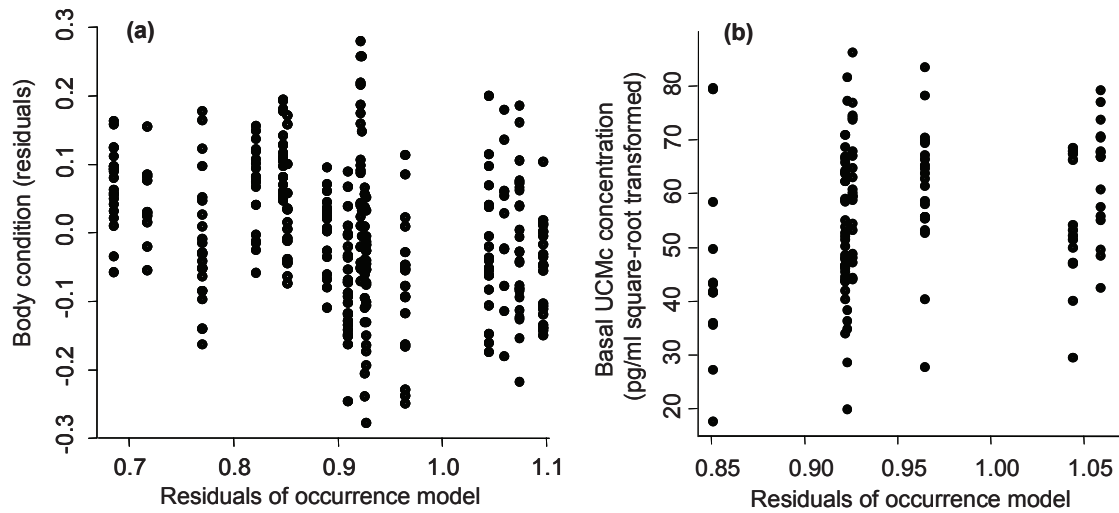 (a)
Body condition (residuals)
0.3
0.2
0.1
0.0
-0.1
-0.2
-0.3
0.7 0.8 0.9 1.0 1.1
Residuals of occurrence model
(b)
Basal UCMc concentration
(pg/ml square-root transformed)
80
70
60
50
40
30
20
0.85 0.90 0.95 1.00 1.05
Residuals of occurrence model